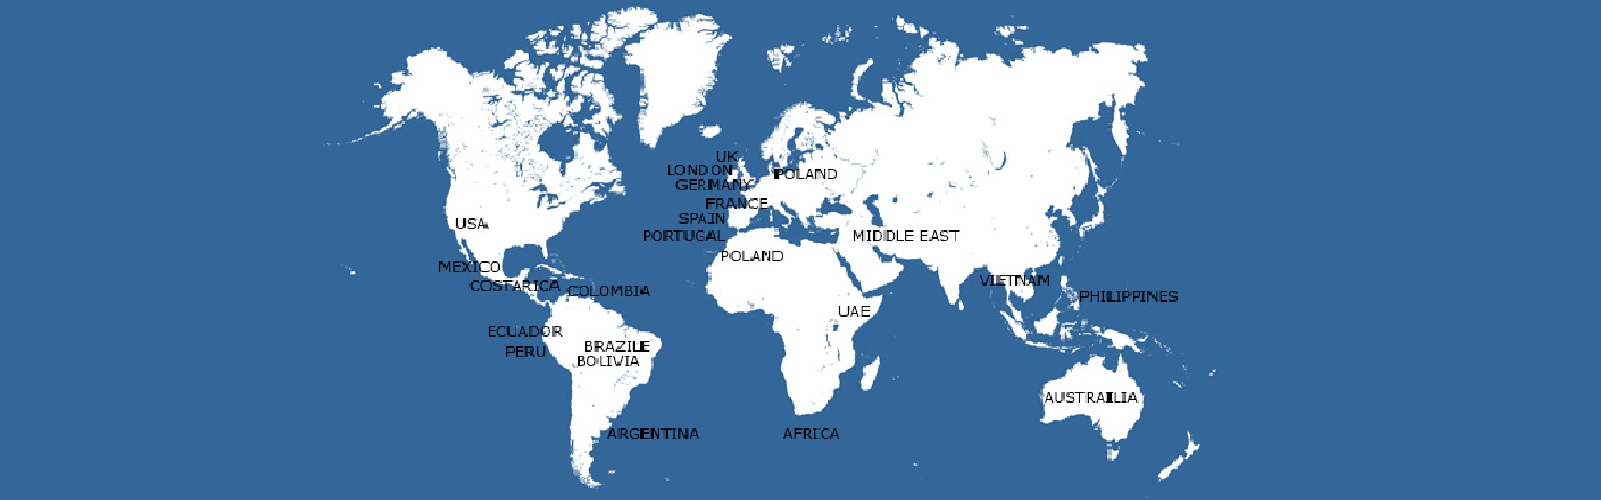 UK
LONDON
POLAND
GERMANY
FRANCE
SPAIN
USA
PORTUGAL
MIDDLE EAST
POLAND
MEXICO
VIETNAM
COSTARICA
COLOMBIA
PHILIPPINES
UAE
ECUADOR
BRAZILE
PERU
BOLIVIA
AUSTRAILIA
ARGENTINA
AFRICA